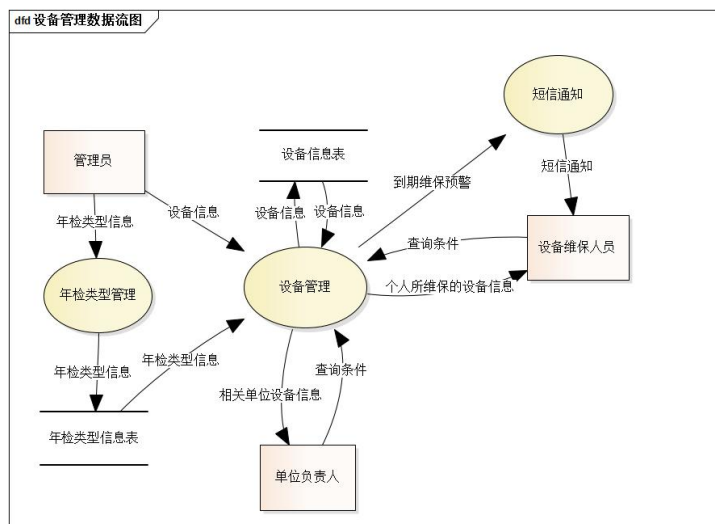 dfd 设备管理数据流图
短信通知
管理员
设备信息表
短信通知
到期维保预警
年检类型信息
设备信息
设备信息
设备信息
查询条件
设备维保人员
年检类型管理
设备管理
个人所维保的设备信息
年检类型信息
年检类型信息
查询条件
相关单位设备信息
年检类型信息表
单位负责人